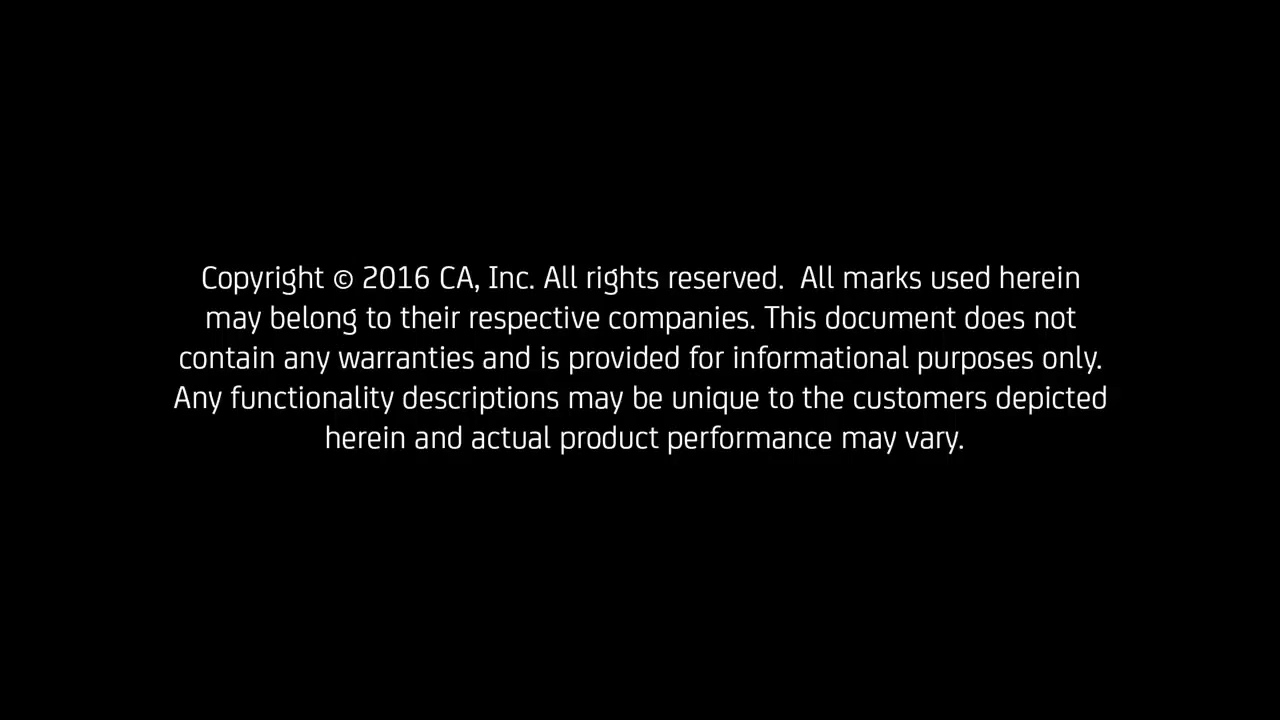 Copyright © 2016 CA, Inc. All rights reserved.  All marks used herein
may belong to their respective companies. This document does not
contain any warranties and is provided for informational purposes only.
Any functionality descriptions may be unique to the customers depicted
herein and actual product performance may vary.